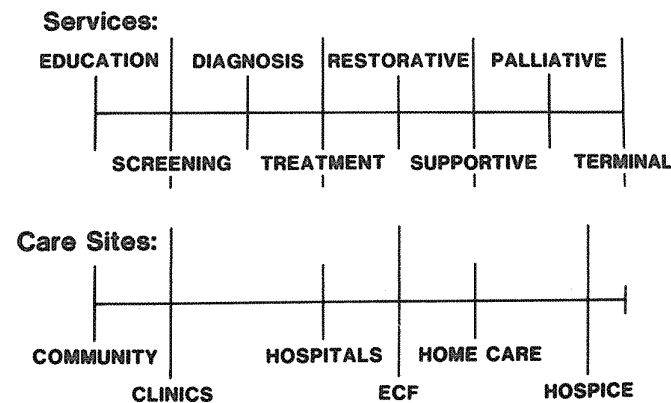 Services:
EDUCATION DIAGNOSIS RESTORATIVE PALLIATIVE
SCREENING TREATMENT SUPPORTIVE TERMINAL
Care Sites:
COMMUNITY HOSPITALS HOME CARE
CLINICS ECF HOSPICE